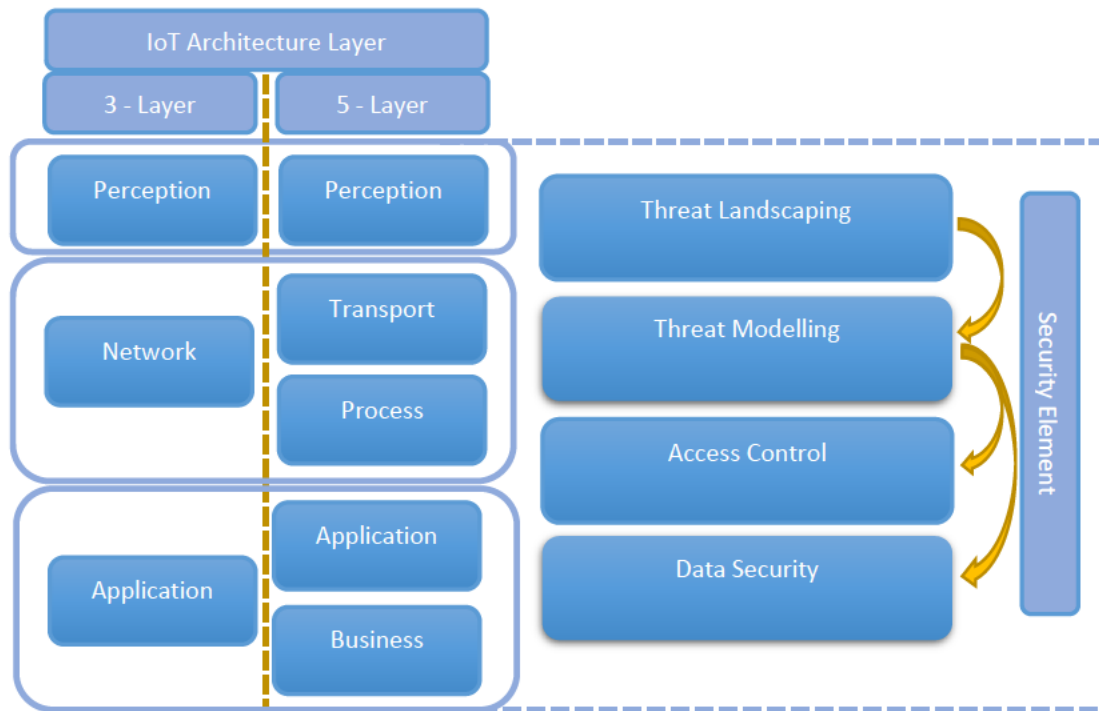 IoT Architecture Layer
3 - Layer
5 - Layer
Perception
Perception
Network
Transport
Process
Application
Application
Business
Threat Landscaping
Threat Modelling
Access Control
Data Security
Security Element